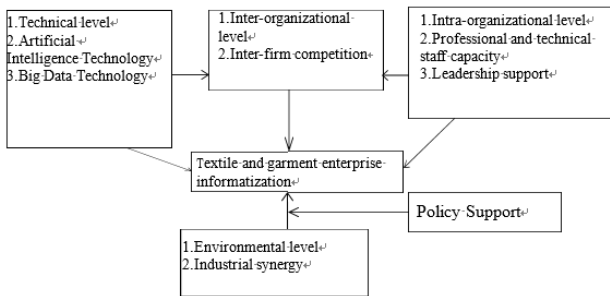 1.Technical level
2.Artificial
Intelligence Technology
3.Big Data Technology
1.Inter-organizational
level
2.Inter-firm competition
1.Intra-organizational level
2.Professional and technical
staff capacity
3.Leadership support
Textile and garment enterprise
informatization
Policy Support
1.Environmental level
2.Industrial synergy